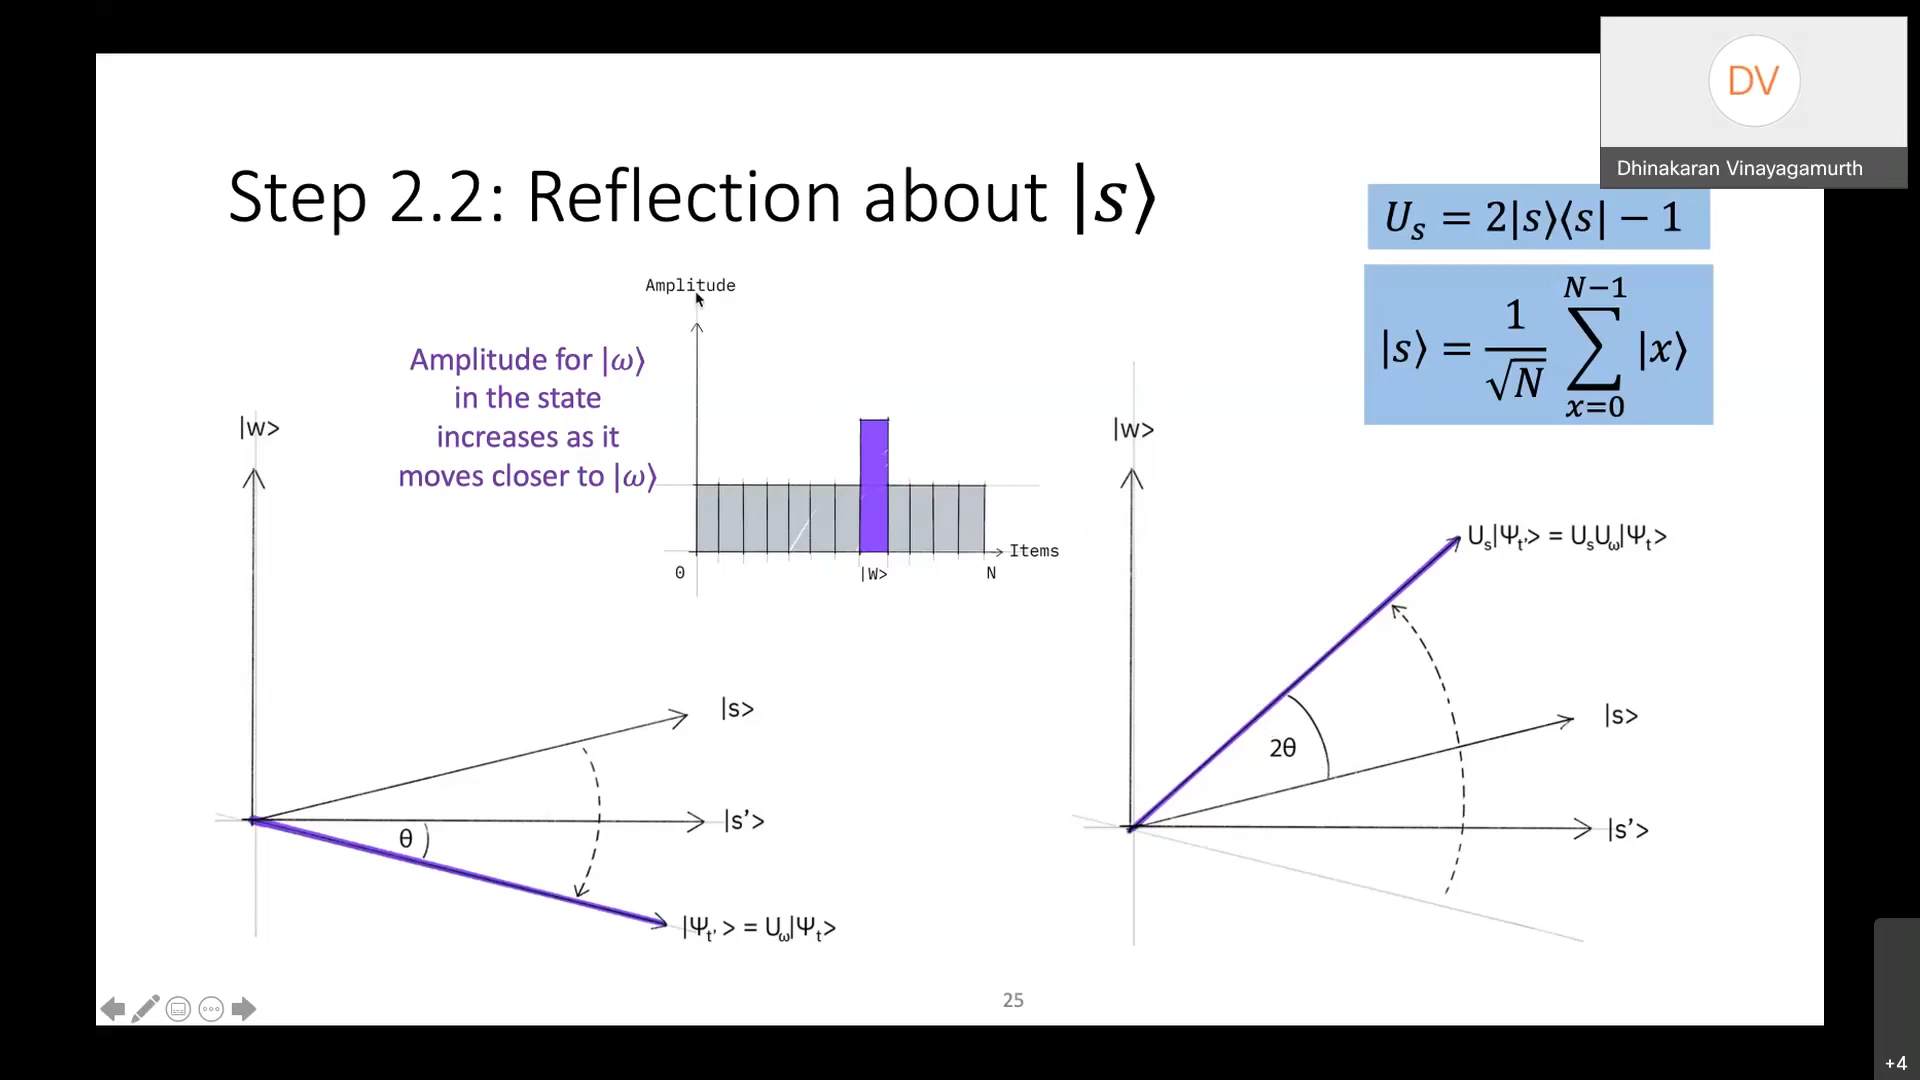 DV
Dhinakaran Vinayagamurth
Step 2.2: Reflection about |s⟩
U_s = 2|s⟩⟨s| − 1
|s⟩ = 1/√N ∑_{x=0}^{N−1} |x⟩
Amplitude
Amplitude for |ω⟩
in the state
increases as it
moves closer to |ω⟩
Items
0
|W>
N
|w>
|s>
|s’>
θ
|Ψ_t’> = U_ω|Ψ_t>
|w>
U_s|Ψ_t’> = U_sU_ω|Ψ_t>
2θ
|s>
|s’>
25
+4